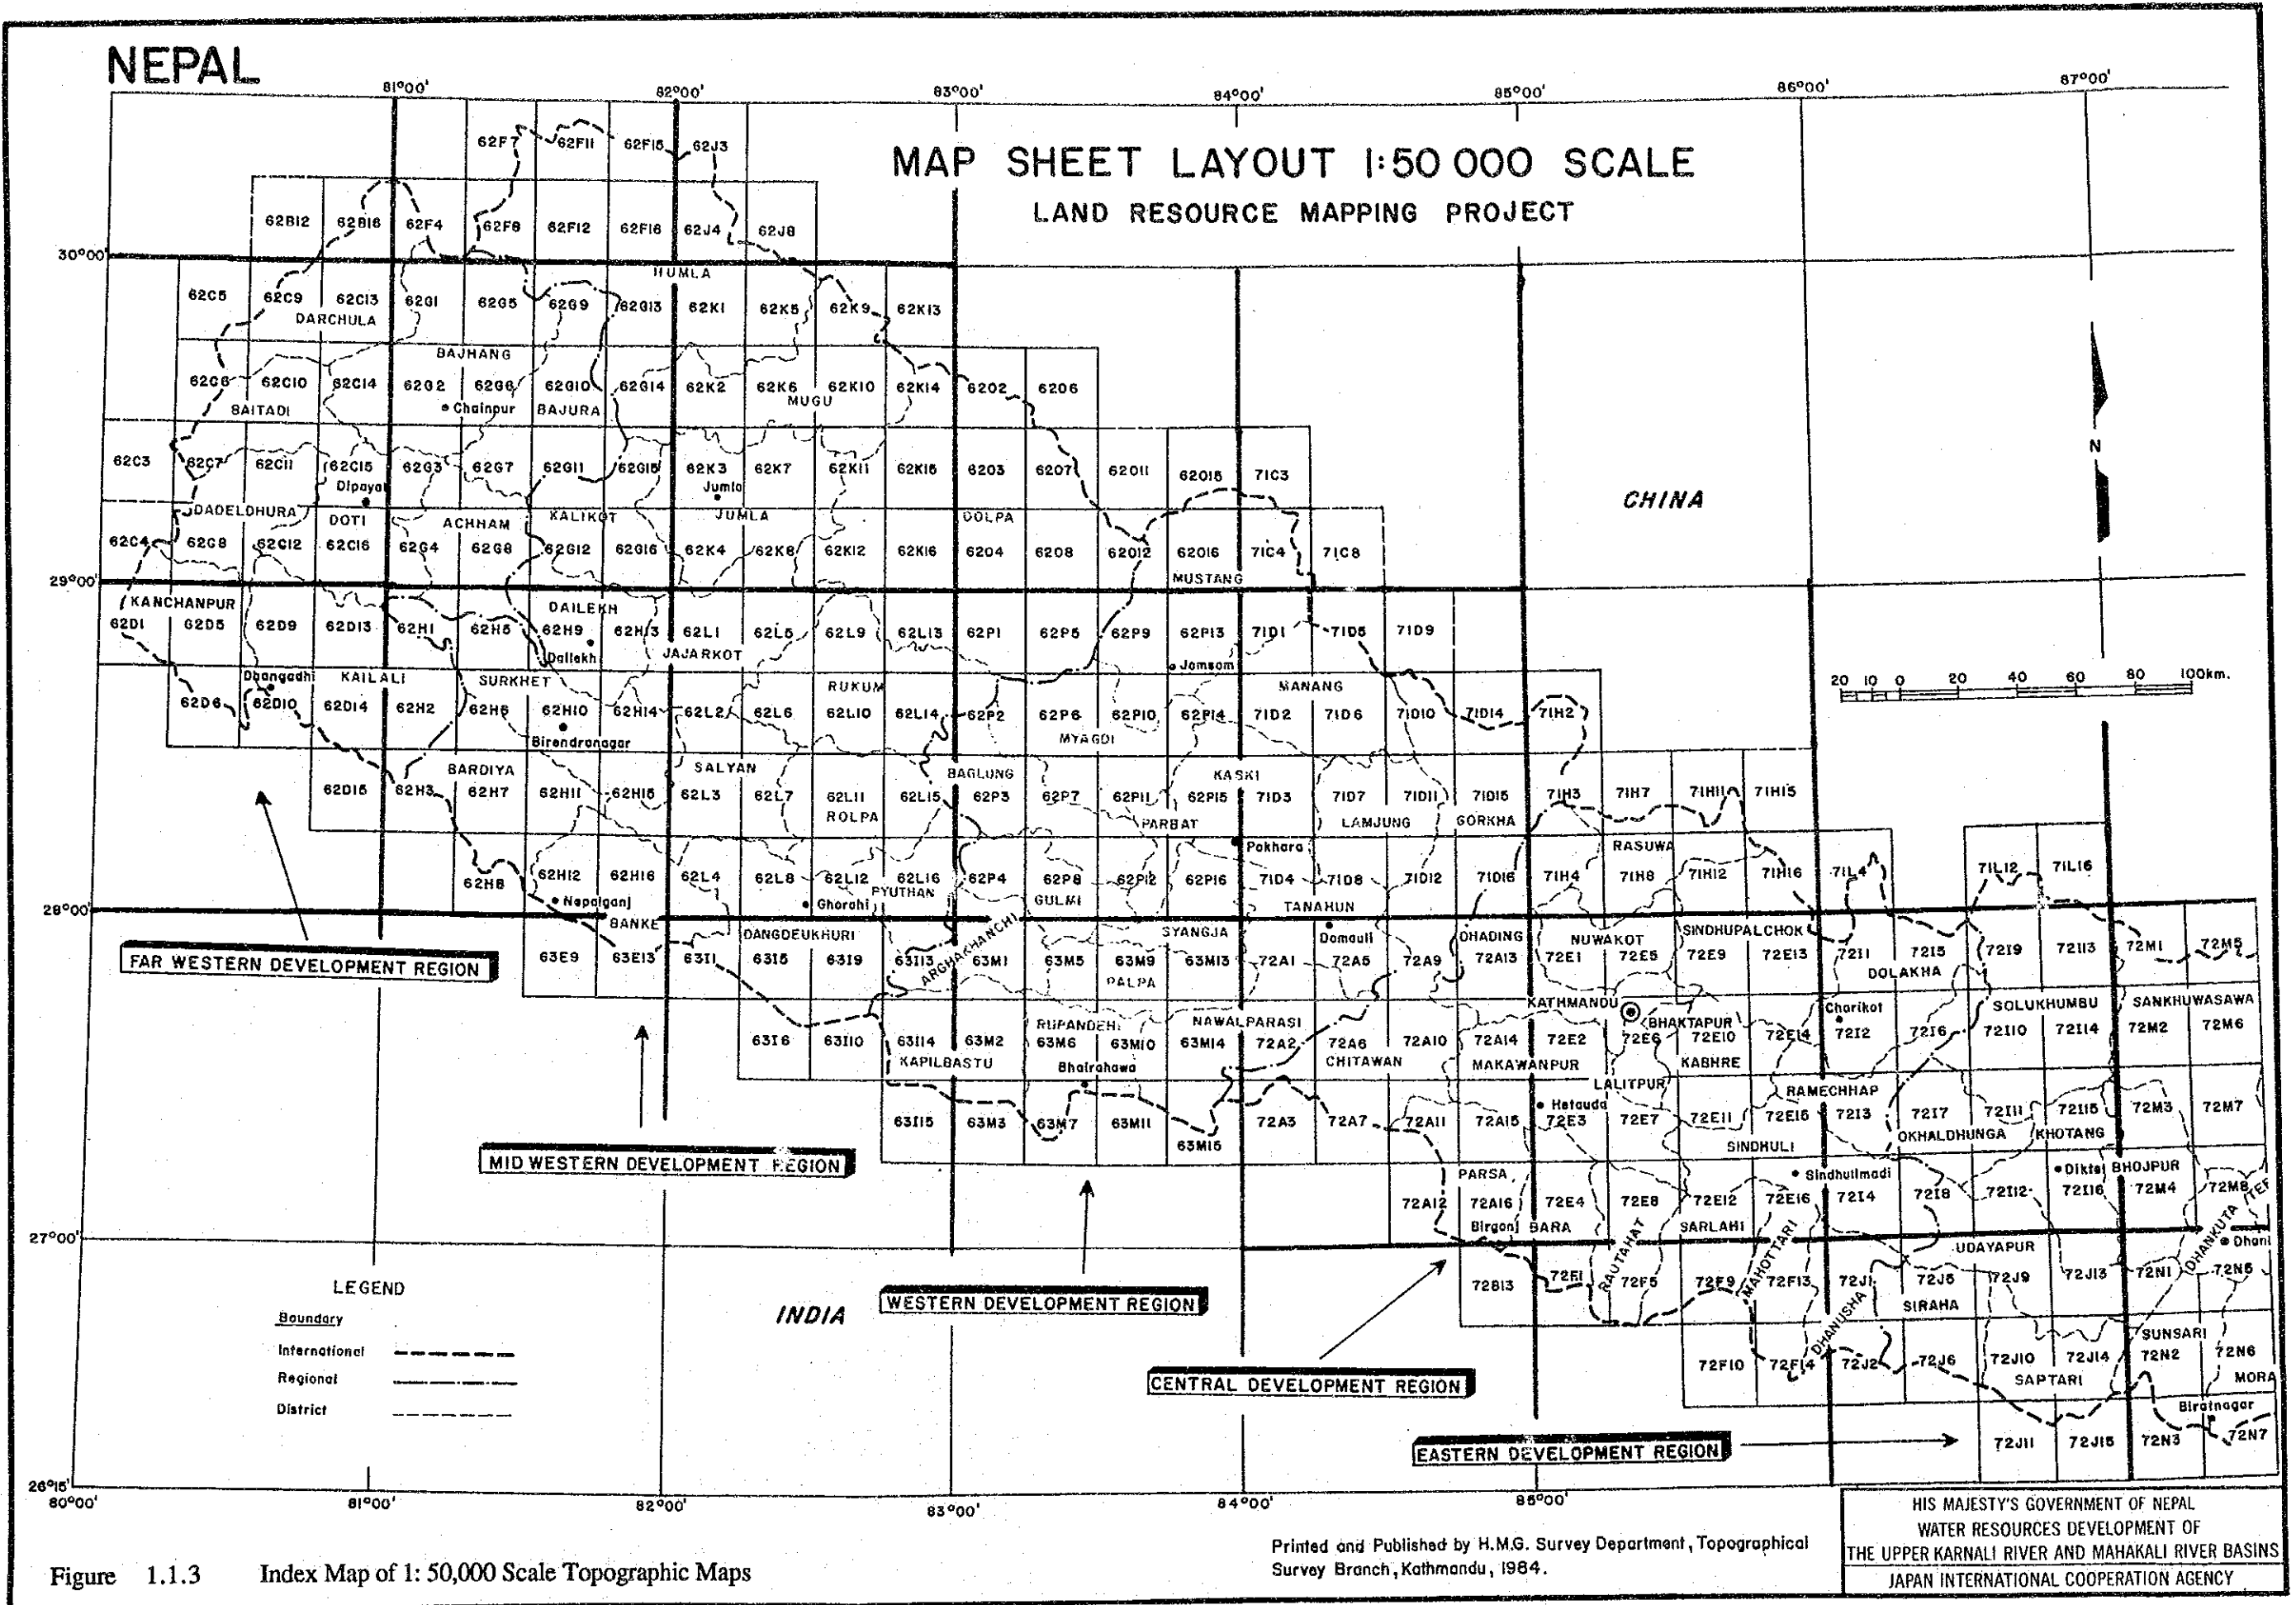 NEPAL
81°00' 82°00' 83°00' 84°00' 85°00' 86°00' 87°00'
MAP SHEET LAYOUT 1:50 000 SCALE
LAND RESOURCE MAPPING PROJECT
62F7 62F11 62F15 62J3
62B12 62B16 62F4 62F8 62F12 62F16 62J4 62J8
30°00'
HUMLA
62C5 62C9 62C13 62G1 62G5 62G9 62G13 62K1 62K5 62K9 62K13
DARCHULA
BAJHANG
62C6 62C10 62C14 62G2 62G6 62G10 62G14 62K2 62K6 62K10 62K14 62O2 62O6
BAITADI Chainpur BAJURA MUGU
62C3 62C7 62C11 62C15 62G3 62G7 62G11 62G15 62K3 62K7 62K11 62K15 62O3 62O7 62O11 62O15 71C3
Dipayal Jumla
CHINA
N
DADELDHURA DOTI ACHHAM KALIKOT JUMLA DOLPA
62C4 62C8 62C12 62C16 62G4 62G8 62G12 62G16 62K4 62K8 62K12 62K16 62O4 62O8 62O12 62O16 71C4 71C8
29°00'
MUSTANG
KANCHANPUR DAILEKH
62D1 62D5 62D9 62D13 62H1 62H5 62H9 62H13 62L1 62L5 62L9 62L13 62P1 62P5 62P9 62P13 71D1 71D5 71D9
Dailekh JAJARKOT Jomsom
Dhangadhi KAILALI SURKHET RUKUM MANANG
20 10 0 20 40 60 80 100km.
62D6 62D10 62D14 62H2 62H6 62H10 62H14 62L2 62L6 62L10 62L14 62P2 62P6 62P10 62P14 71D2 71D6 71D10 71D14 71H2
Birendranagar MYAGDI
BARDIYA SALYAN BAGLUNG KASKI
62D15 62H3 62H7 62H11 62H15 62L3 62L7 62L11 62L15 62P3 62P7 62P11 62P15 71D3 71D7 71D11 71D15 71H3 71H7 71H11 71H15
ROLPA PARBAT LAMJUNG GORKHA
Pokhara RASUWA
62H8 62H12 62H16 62L4 62L8 62L12 62L16 62P4 62P8 62P12 62P16 71D4 71D8 71D12 71D16 71H4 71H8 71H12 71H16 71L4 71L12 71L16
Nepalganj Ghorahi PYUTHAN GULMI TANAHUN
28°00'
BANKE DANGDEUKHURI ARGHAKHANCHI SYANGJA Damauli DHADING NUWAKOT SINDHUPALCHOK
FAR WESTERN DEVELOPMENT REGION
63E9 63E13 63I1 63I5 63I9 63I13 63M1 63M5 63M9 63M13 72A1 72A5 72A9 72A13 72E1 72E5 72E9 72E13 72I1 72I5 72I9 72I13 72M1 72M5
PALPA DOLAKHA
RUPANDEHI NAWALPARASI KATHMANDU BHAKTAPUR Charikot SOLUKHUMBU SANKHUWASAWA
63I6 63I10 63I14 63M2 63M6 63M10 63M14 72A2 72A6 72A10 72A14 72E2 72E6 72E10 72E14 72I2 72I6 72I10 72I14 72M2 72M6
KAPILBASTU Bhairahawa CHITAWAN MAKAWANPUR KABHRE
LALITPUR RAMECHHAP
Hetauda
63I15 63M3 63M7 63M11 63M15 72A3 72A7 72A11 72A15 72E3 72E7 72E11 72E15 72I3 72I7 72I11 72I15 72M3 72M7
SINDHULI OKHALDHUNGA KHOTANG
MID WESTERN DEVELOPMENT REGION
PARSA Sindhulimadi Diktel BHOJPUR
72A12 72A16 72E4 72E8 72E12 72E16 72I4 72I8 72I12 72I16 72M4 72M8
TER
Birganj BARA RAUTAHAT SARLAHI MAHOTTARI DHANKUTA
27°00'
UDAYAPUR Dhan
72B13 72F1 72F5 72F9 72F13 72J1 72J5 72J9 72J13 72N1 72N5
DHANUSHA SIRAHA
WESTERN DEVELOPMENT REGION
INDIA
SUNSARI
72F10 72F14 72J2 72J6 72J10 72J14 72N2 72N6
SAPTARI MORA
Biratnagar
CENTRAL DEVELOPMENT REGION
72J11 72J15 72N3 72N7
EASTERN DEVELOPMENT REGION
LEGEND
Boundary
International
Regional
District
26°15'
80°00' 81°00' 82°00' 83°00' 84°00' 85°00'
Printed and Published by H.M.G. Survey Department, Topographical
Survey Branch, Kathmandu, 1984.
Figure 1.1.3 Index Map of 1: 50,000 Scale Topographic Maps
HIS MAJESTY'S GOVERNMENT OF NEPAL
WATER RESOURCES DEVELOPMENT OF
THE UPPER KARNALI RIVER AND MAHAKALI RIVER BASINS
JAPAN INTERNATIONAL COOPERATION AGENCY